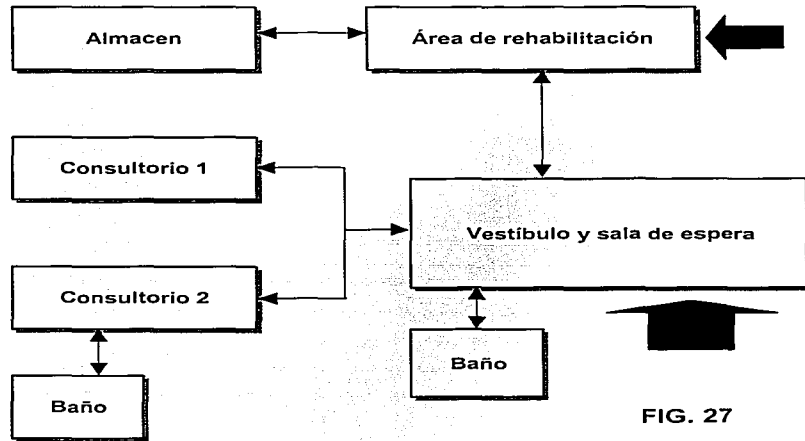 Almacen
Área de rehabilitación
Consultorio 1
Vestíbulo y sala de espera
Consultorio 2
Baño
Baño
FIG. 27